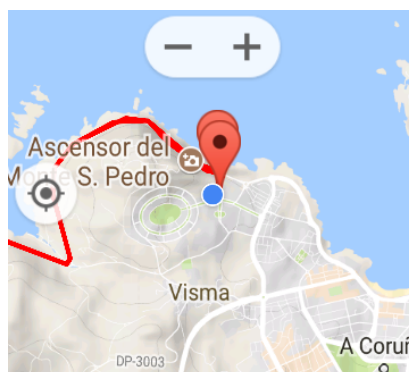 Ascensor del
Monte S. Pedro
Visma
DP-3003
A Coruñ